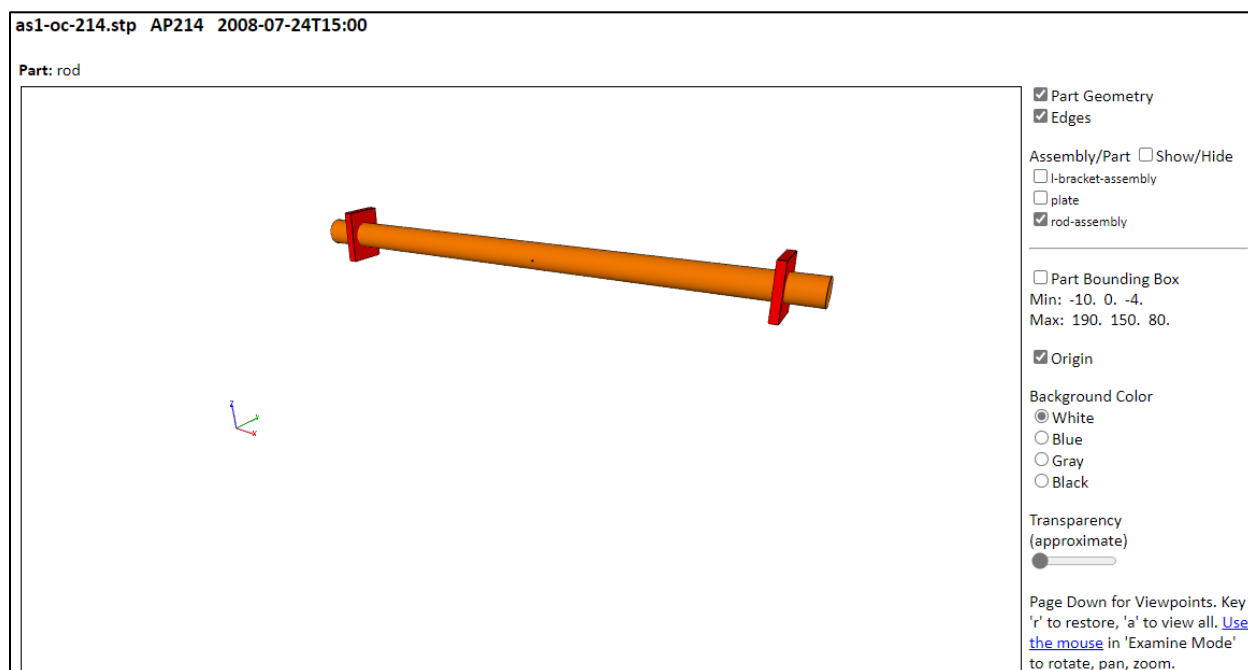 as1-oc-214.stp AP214 2008-07-24T15:00
Part: rod
Part Geometry
Edges
Assembly/Part Show/Hide
l-bracket-assembly
plate
rod-assembly
Part Bounding Box
Min: -10. 0. -4.
Max: 190. 150. 80.
Origin
Background Color
White
Blue
Gray
Black
Transparency
(approximate)
Page Down for Viewpoints. Key
'r' to restore, 'a' to view all. Use
the mouse in 'Examine Mode'
to rotate, pan, zoom.
z
y
x